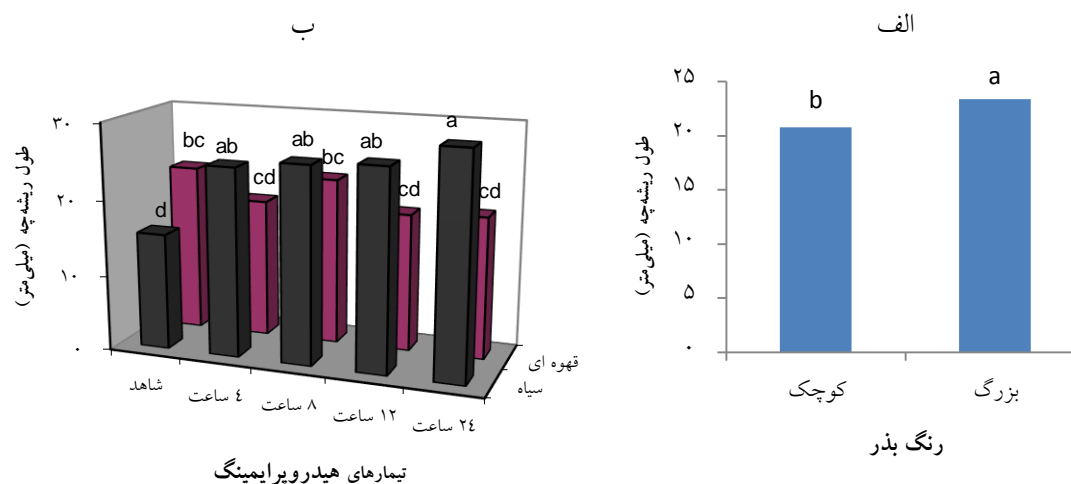 الف
طول ریشه‌چه (میلی‌متر)
۲۵
۲۰
۱۵
۱۰
۵
۰
b
a
کوچک
بزرگ
رنگ بذر
ب
طول ریشه‌چه (میلی‌متر)
۳۰
۲۰
۱۰
۰
d
bc
ab
cd
ab
bc
ab
cd
a
cd
شاهد
٤ ساعت
۸ ساعت
۱۲ ساعت
۲٤ ساعت
قهوه ای
سیاه
تیمارهای هیدروپرایمینگ